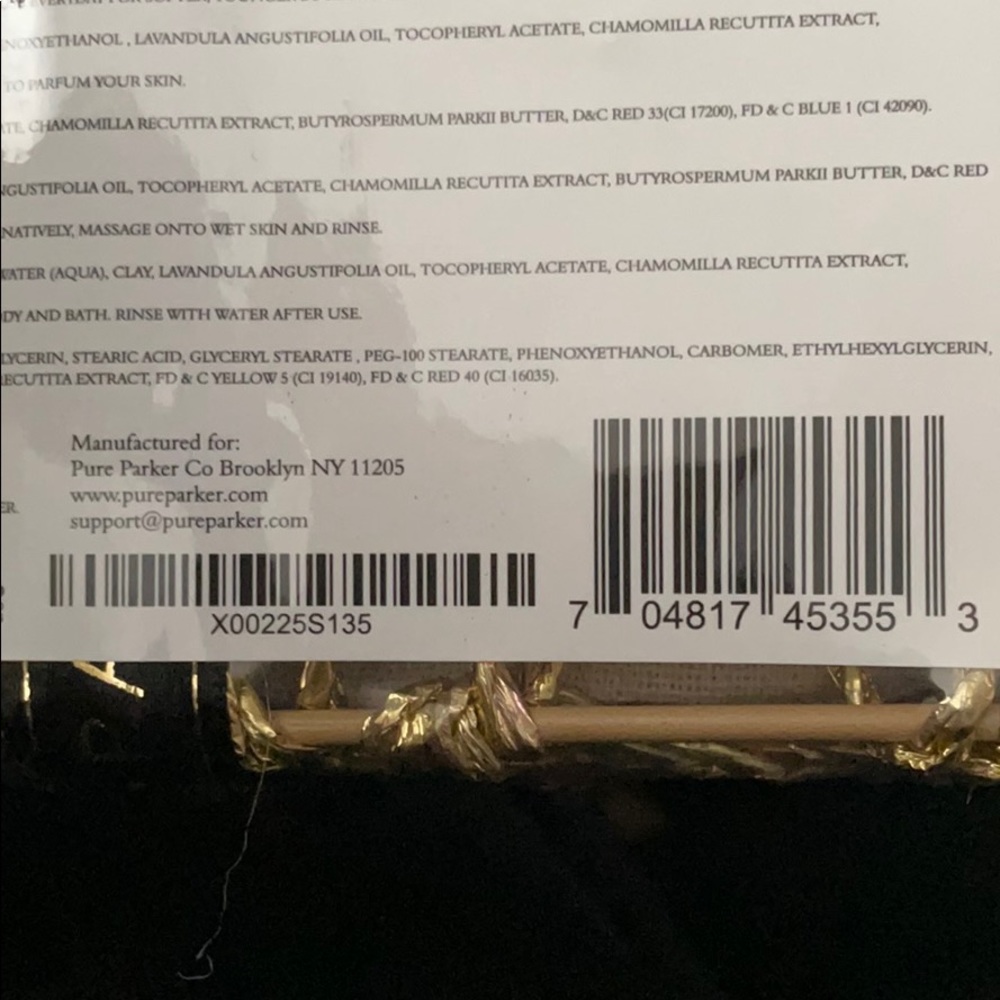 , LAVANDULA ANGUSTIFOLIA OIL, TOCOPHERYL ACETATE, CHAMOMILLA RECUTITA EXTRACT,
TO PARFUM YOUR SKIN.
CHAMOMILLA RECUTITA EXTRACT, BUTYROSPERMUM PARKII BUTTER, D&C RED 33(CI 17200), FD & C BLUE 1 (CI 42090).
OIL, TOCOPHERYL ACETATE, CHAMOMILLA RECUTITA EXTRACT, BUTYROSPERMUM PARKII BUTTER, D&C RED
NATIVELY, MASSAGE ONTO WET SKIN AND RINSE.
(AQUA), CLAY, LAVANDULA ANGUSTIFOLIA OIL, TOCOPHERYL ACETATE, CHAMOMILLA RECUTITA EXTRACT,
DY AND BATH. RINSE WITH WATER AFTER USE.
LYCERIN, STEARIC ACID, GLYCERYL STEARATE , PEG-100 STEARATE, PHENOXYETHANOL, CARBOMER, ETHYLHEXYLGLYCERIN,
ECUTITA EXTRACT, FD & C YELLOW 5 (CI 19140), FD & C RED 40 (CI 16035).
Manufactured for:
Pure Parker Co Brooklyn NY 11205
www.pureparker.com
support@pureparker.com
ER.
X00225S135
7 04817 45355 3